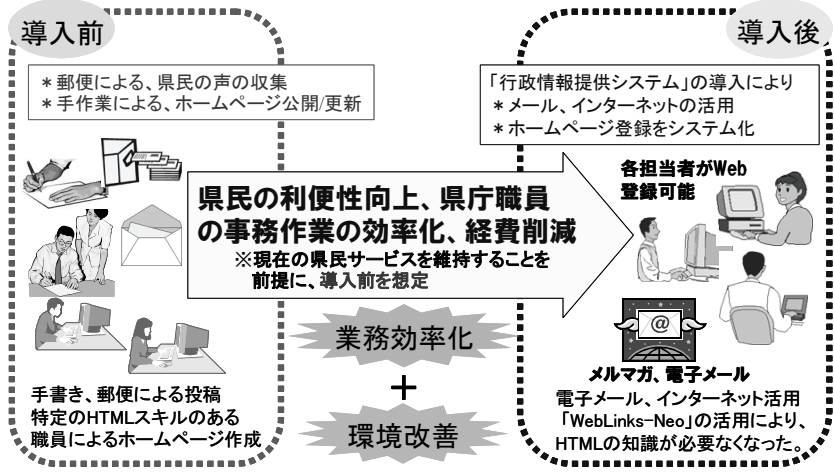 導入前
＊郵便による、県民の声の収集
＊手作業による、ホームページ公開/更新
手書き、郵便による投稿
特定のHTMLスキルのある
職員によるホームページ作成
県民の利便性向上、県庁職員
の事務作業の効率化、経費削減
※現在の県民サービスを維持することを
前提に、導入前を想定
業務効率化
＋
環境改善
導入後
「行政情報提供システム」の導入により
＊メール、インターネットの活用
＊ホームページ登録をシステム化
各担当者がWeb
登録可能
@
メルマガ、電子メール
電子メール、インターネット活用
「WebLinks-Neo」の活用により、
HTMLの知識が必要なくなった。